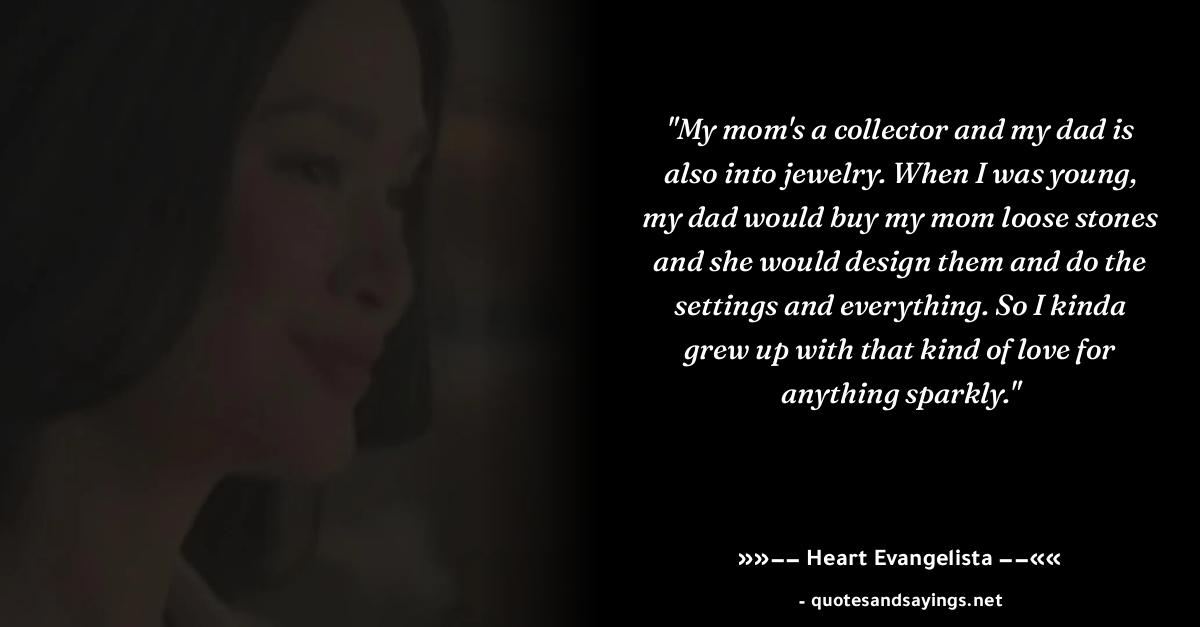 "My mom's a collector and my dad is
also into jewelry. When I was young,
my dad would buy my mom loose stones
and she would design them and do the
settings and everything. So I kinda
grew up with that kind of love for
anything sparkly."
»»−− Heart Evangelista −−««
- quotesandsayings.net